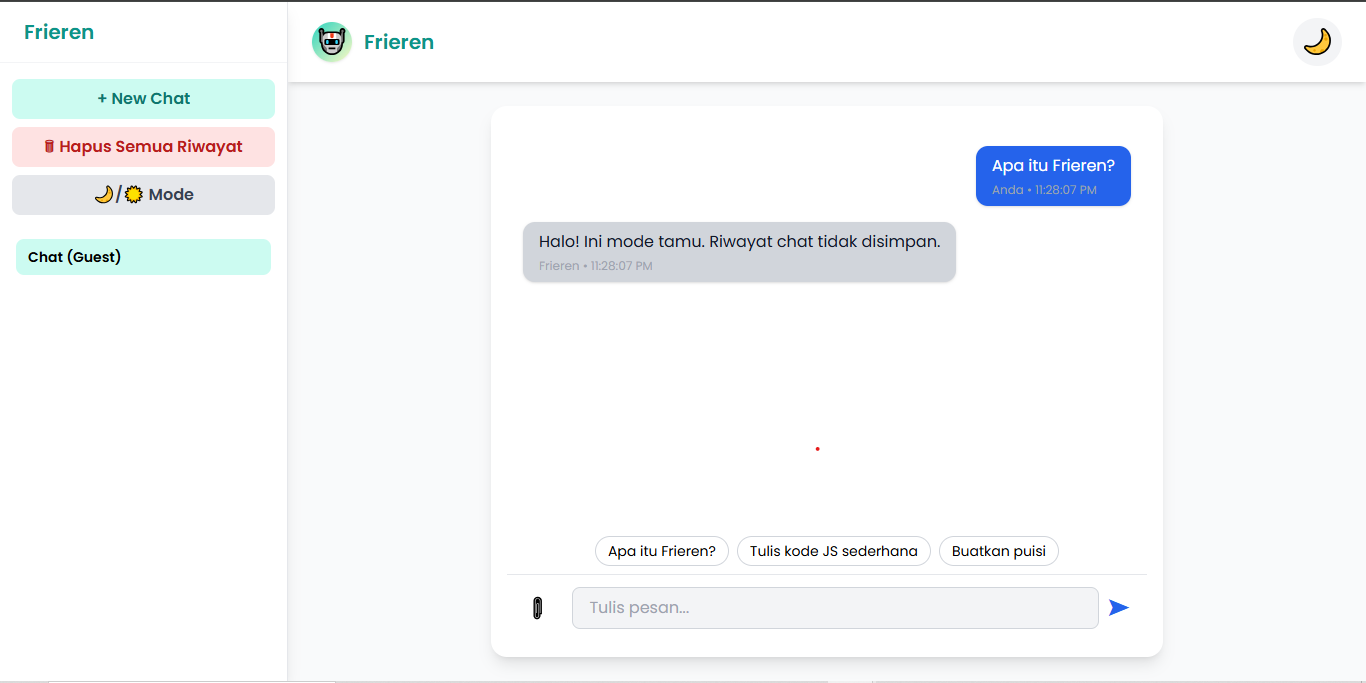 Frieren
+ New Chat
Hapus Semua Riwayat
🌙/☀️ Mode
Chat (Guest)
Frieren
Apa itu Frieren?
Anda • 11:28:07 PM
Halo! Ini mode tamu. Riwayat chat tidak disimpan.
Frieren • 11:28:07 PM
Apa itu Frieren?
Tulis kode JS sederhana
Buatkan puisi
Tulis pesan...